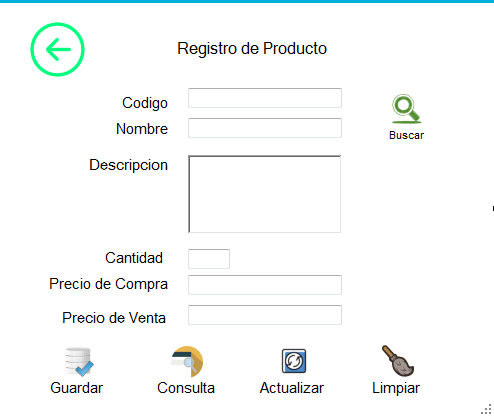 Registro de Producto
Codigo
Buscar
Nombre
Descripcion
Cantidad
Precio de Compra
Precio de Venta
Guardar Consulta Actualizar Limpiar